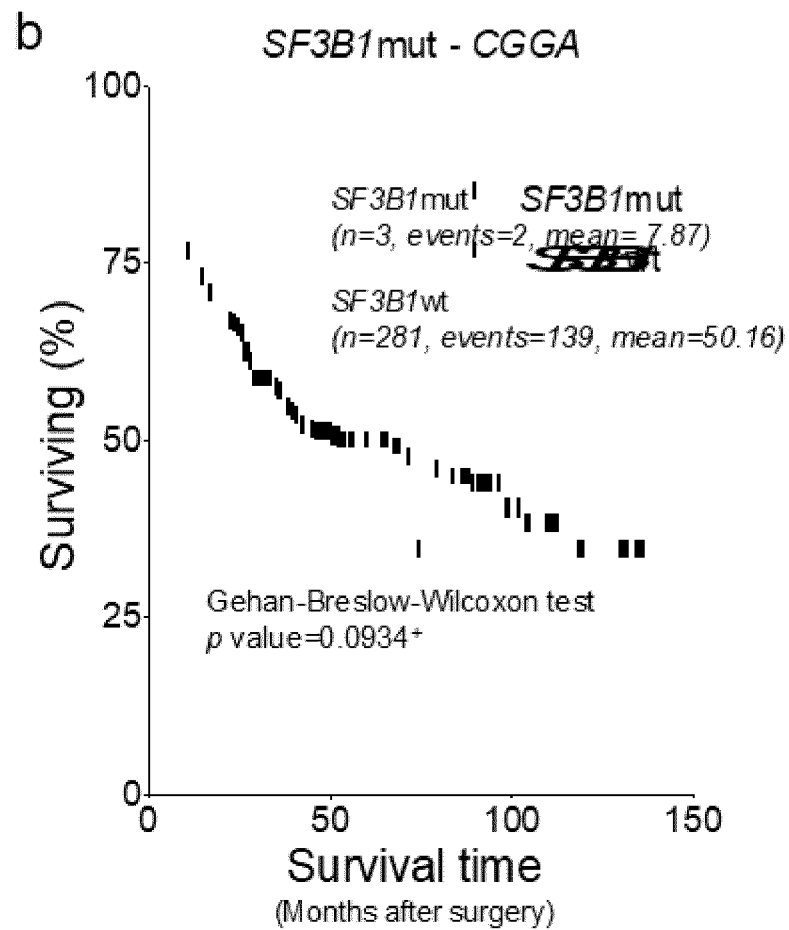 b
SF3B1mut - CGGA
100
75
50
25
0
Surviving (%)
SF3B1mut
(n=3, events=2, mean= 7.87)
SF3B1wt
(n=281, events=139, mean=50.16)
SF3B1mut
wt
Gehan-Breslow-Wilcoxon test
p value=0.0934⁺
0 50 100 150
Survival time
(Months after surgery)